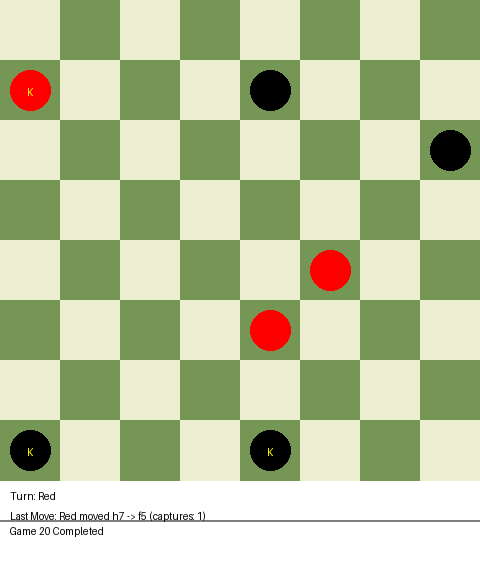 K
K
K
Turn: Red
Last Move: Red moved h7 -> f5 (captures: 1)
Game 20 Completed